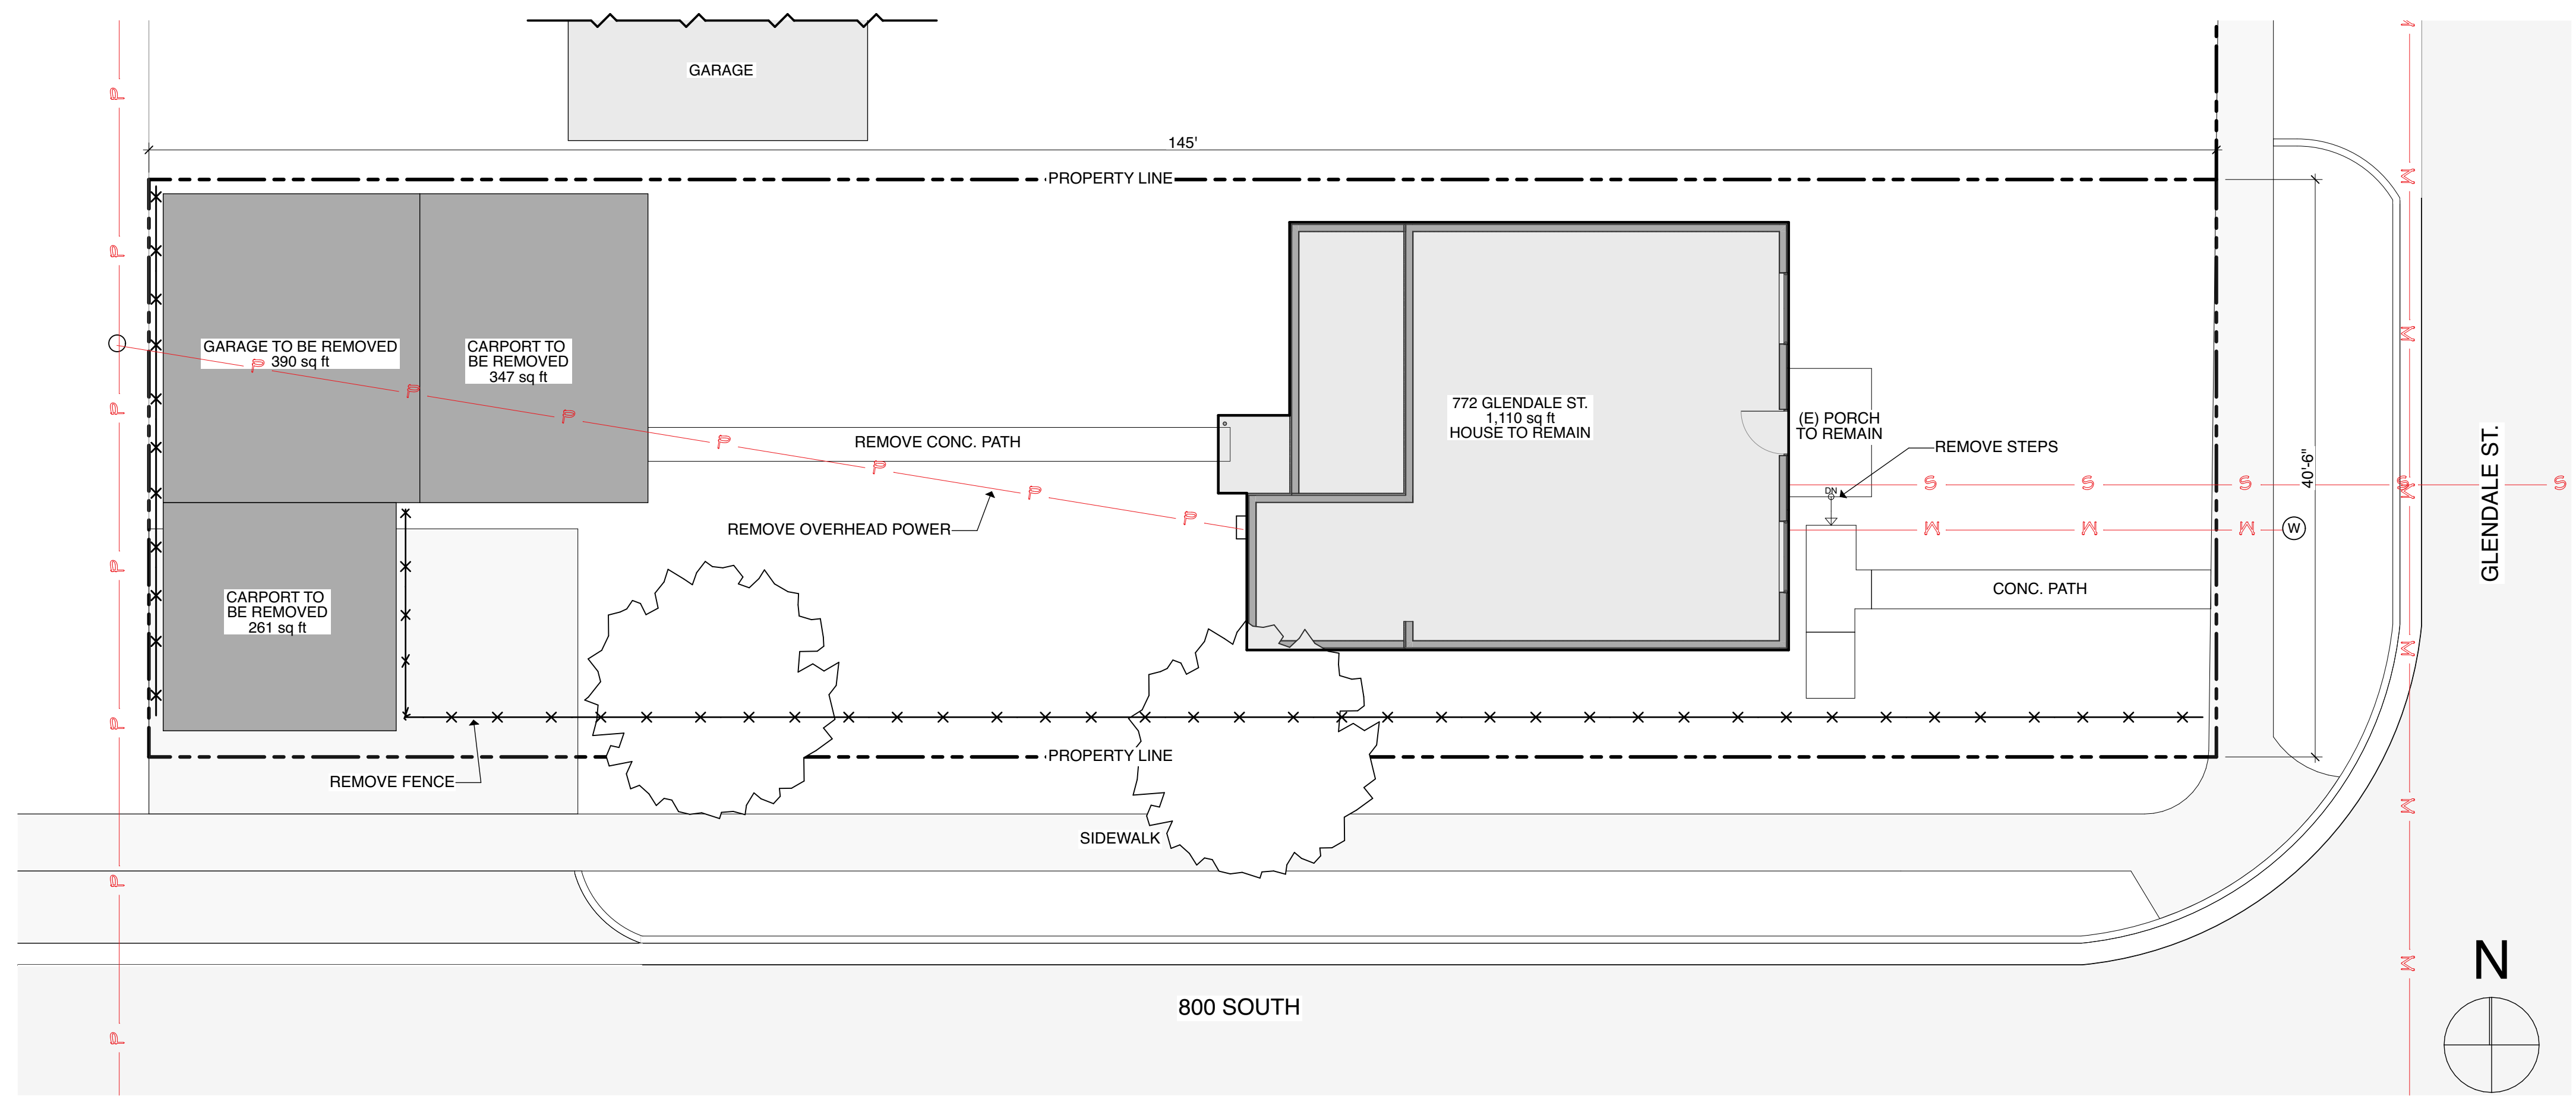 GARAGE
145'
PROPERTY LINE
GARAGE TO BE REMOVED
390 sq ft
CARPORT TO
BE REMOVED
347 sq ft
772 GLENDALE ST.
1,110 sq ft
HOUSE TO REMAIN
(E) PORCH
TO REMAIN
REMOVE STEPS
REMOVE CONC. PATH
REMOVE OVERHEAD POWER
DN
40'-6"
GLENDALE ST.
W
CONC. PATH
CARPORT TO
BE REMOVED
261 sq ft
PROPERTY LINE
REMOVE FENCE
SIDEWALK
800 SOUTH
N
P P P P P P P
P P P P P P P
S S S S S
W W W
W W W W W W W